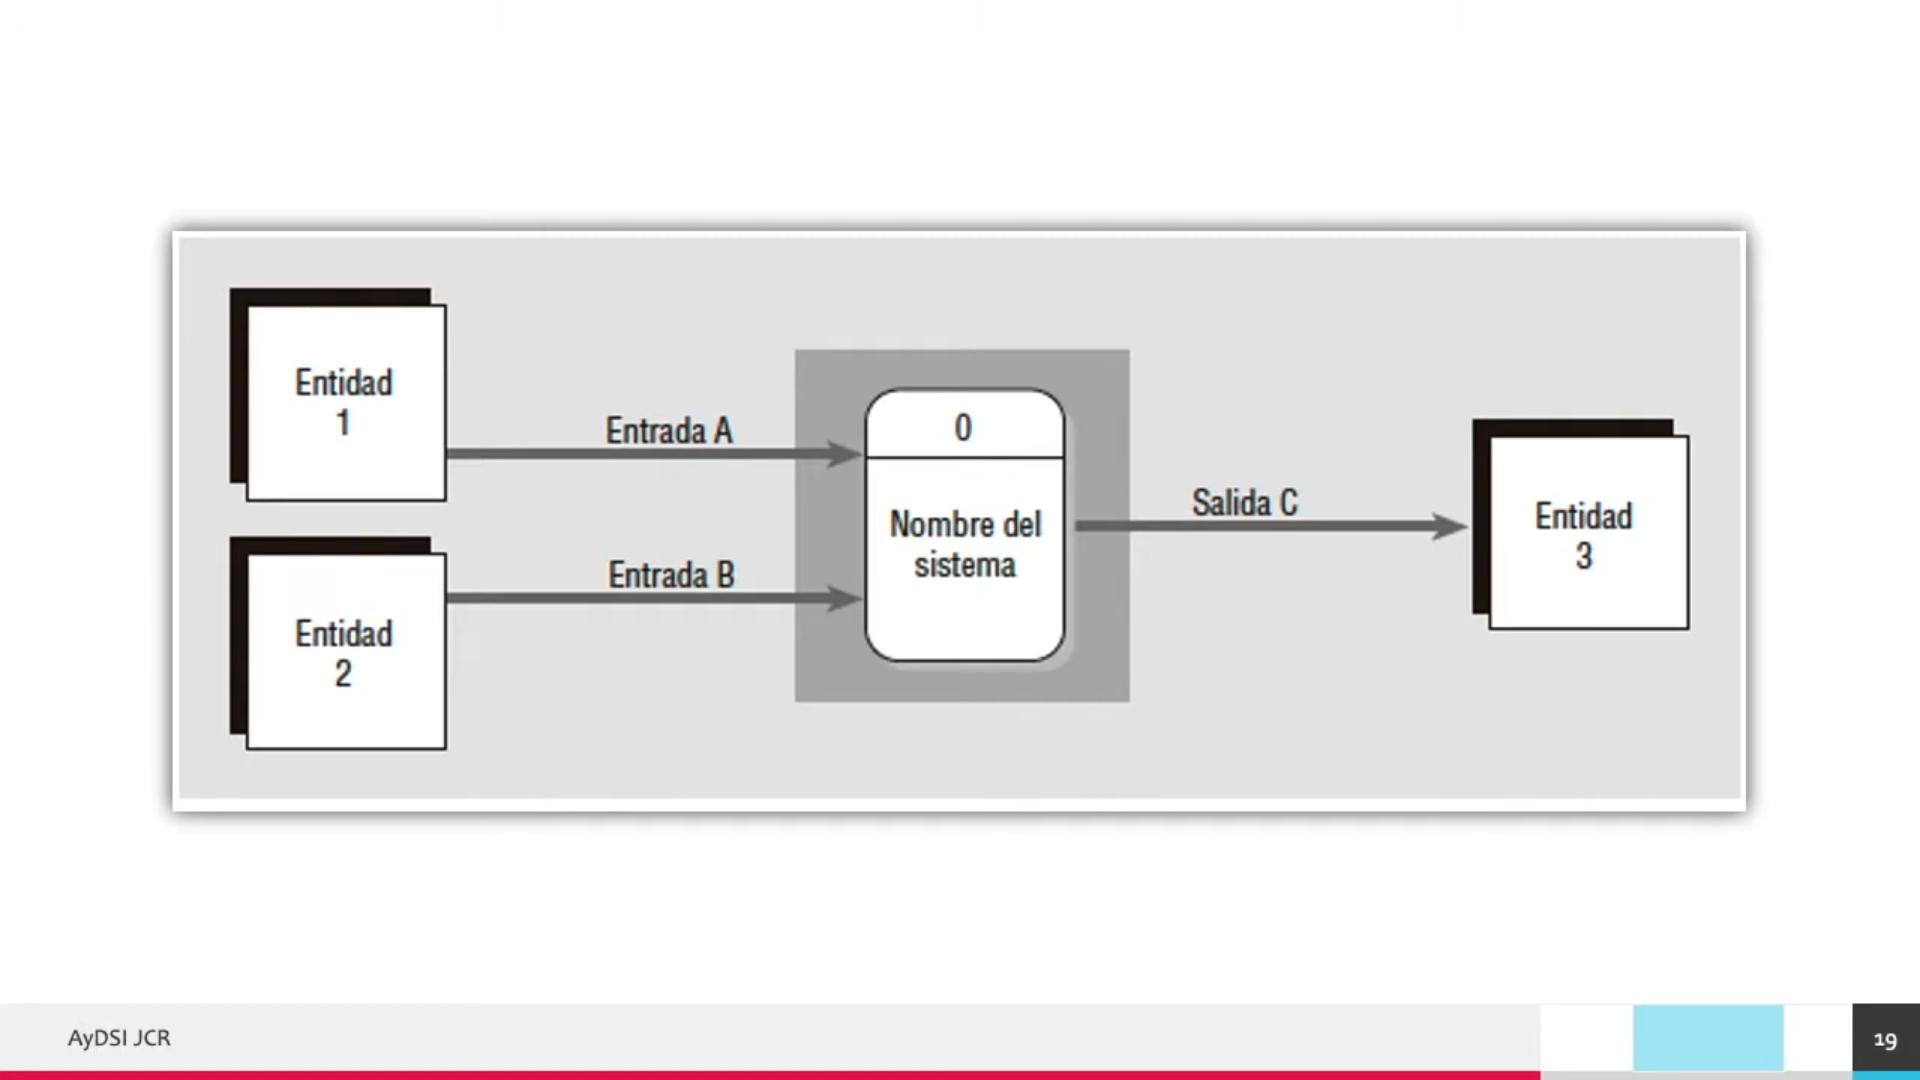 Entidad
1
Entrada A
0
Nombre del
sistema
Salida C
Entidad
3
Entrada B
Entidad
2
AyDSI JCR
19